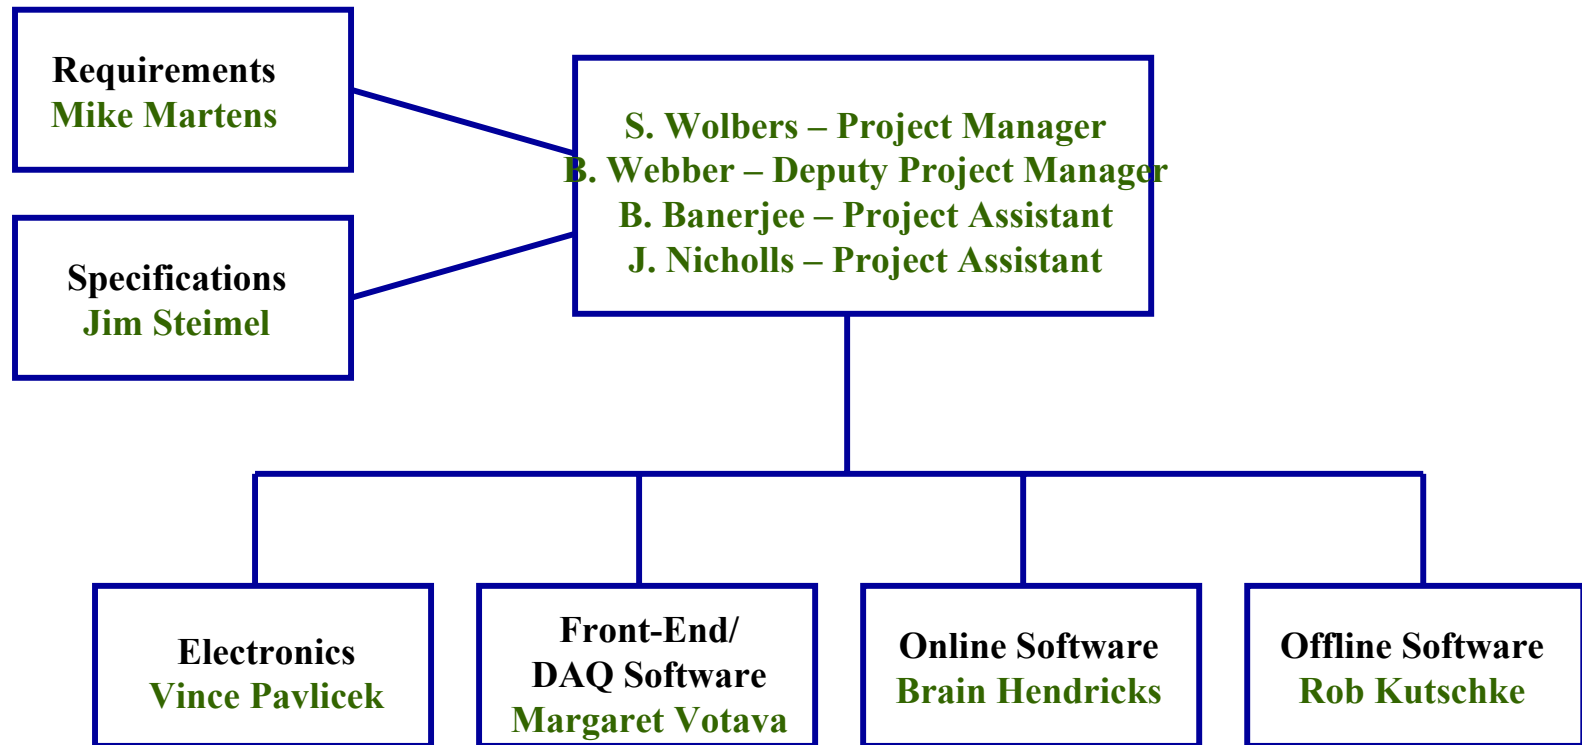 Requirements
Mike Martens
S. Wolbers – Project Manager
B. Webber – Deputy Project Manager
B. Banerjee – Project Assistant
J. Nicholls – Project Assistant
Specifications
Jim Steimel
Electronics
Vince Pavlicek
Front-End/
DAQ Software
Margaret Votava
Online Software
Brain Hendricks
Offline Software
Rob Kutschke